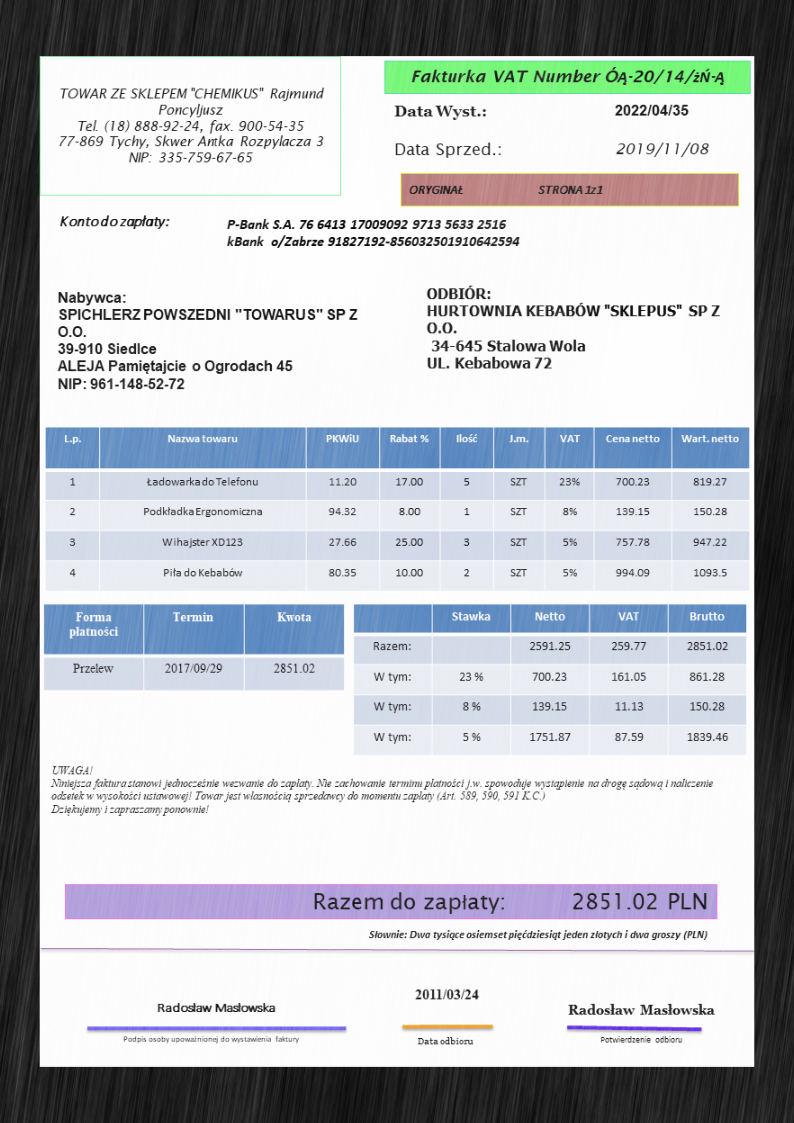 TOWAR ZE SKLEPEM "CHEMIKUS" Rajmund
Poncyljusz
Tel. (18) 888-92-24, fax. 900-54-35
77-869 Tychy, Skwer Antka Rozpylacza 3
NIP: 335-759-67-65
Fakturka VAT Number ÓĄ-20/14/żŃ-Ą
Data Wyst.: 2022/04/35
Data Sprzed.: 2019/11/08
ORYGINAŁ STRONA 1z1
Konto do zapłaty: P-Bank S.A. 76 6413 17009092 9713 5633 2516
kBank o/Zabrze 91827192-856032501910642594
Nabywca:
SPICHLERZ POWSZEDNI "TOWARUS" SP Z
O.O.
39-910 Siedlce
ALEJA Pamiętajcie o Ogrodach 45
NIP: 961-148-52-72
ODBIÓR:
HURTOWNIA KEBABÓW "SKLEPUS" SP Z
O.O.
34-645 Stalowa Wola
UL. Kebabowa 72
L.p. Nazwa towaru PKWiU Rabat % Ilość J.m. VAT Cena netto Wart. netto
1 Ładowarka do Telefonu 11.20 17.00 5 SZT 23% 700.23 819.27
2 Podkładka Ergonomiczna 94.32 8.00 1 SZT 8% 139.15 150.28
3 Wihajster XD123 27.66 25.00 3 SZT 5% 757.78 947.22
4 Piła do Kebabów 80.35 10.00 2 SZT 5% 994.09 1093.5
Forma płatności Termin Kwota
Przelew 2017/09/29 2851.02
Stawka Netto VAT Brutto
Razem: 2591.25 259.77 2851.02
W tym: 23 % 700.23 161.05 861.28
W tym: 8 % 139.15 11.13 150.28
W tym: 5 % 1751.87 87.59 1839.46
UWAGA!
Niniejsza faktura stanowi jednocześnie wezwanie do zapłaty. Nie zachowanie terminu płatności j.w. spowoduje wystąpienie na drogę sądową i naliczenie
odsetek w wysokości ustawowej! Towar jest własnością sprzedawcy do momentu zapłaty (Art. 589, 590, 591 K.C.)
Dziękujemy i zapraszamy ponownie!
Razem do zapłaty: 2851.02 PLN
Słownie: Dwa tysiące osiemset pięćdziesiąt jeden złotych i dwa groszy (PLN)
Radosław Masłowska
Podpis osoby upoważnionej do wystawienia faktury
2011/03/24
Data odbioru
Radosław Masłowska
Potwierdzenie odbioru